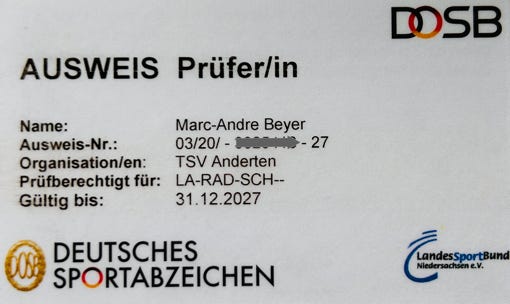 DOSB
AUSWEIS Prüfer/in
Name: Marc-Andre Beyer
Ausweis-Nr.: 03/20/ - - 27
Organisation/en: TSV Anderten
Prüfberechtigt für: LA-RAD-SCH--
Gültig bis: 31.12.2027
DOSB
DEUTSCHES
SPORTABZEICHEN
LandesSportBund
Niedersachsen e.V.